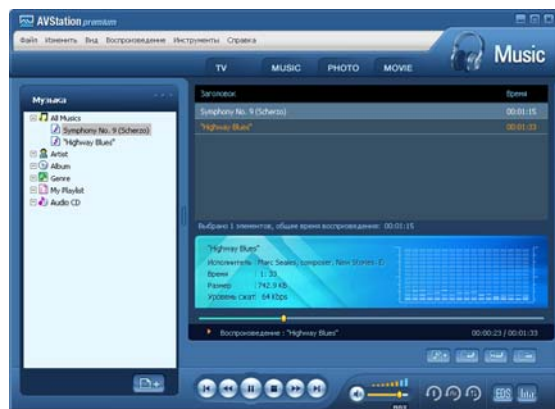 AVStation premium
Файл Изменить Вид Воспроизведение Инструменты Справка
Music
TV MUSIC PHOTO MOVIE
Музыка
All Musics
Symphony No. 9 (Scherzo)
"Highway Blues"
Artist
Album
Genre
My Playlist
Audio CD
Заголовок Время
Symphony No. 9 (Scherzo) 00:01:15
"Highway Blues" 00:01:33
Выбрано 1 элементов, общее время воспроизведения: 00:01:15
"Highway Blues"
Исполнитель : Marc Seales, composer. New Stories. E
Время : 1: 33
Размер : 742.9 KB
Уровень сжат : 64 Kbps
Воспроизведение : "Highway Blues" 00:00:23 / 00:01:33
EDS